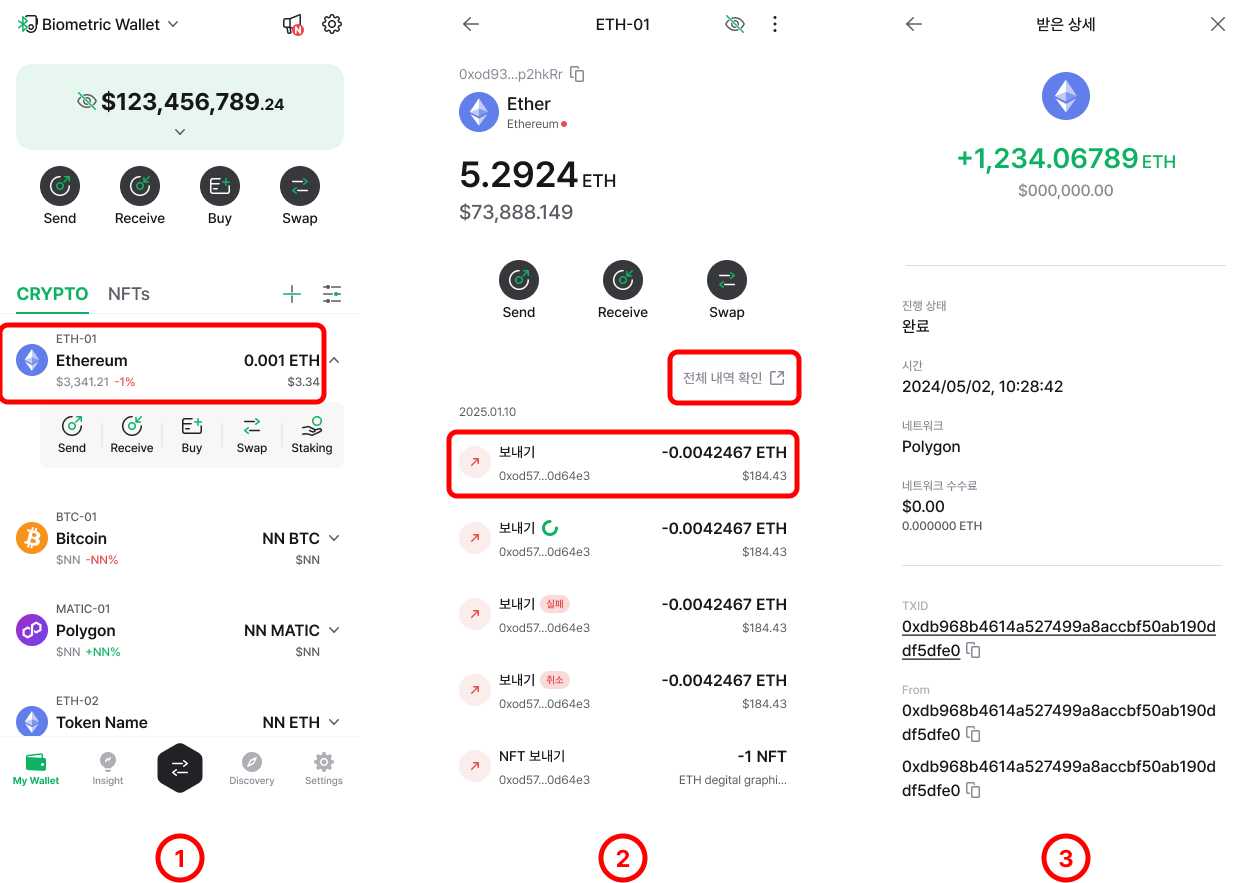 Biometric Wallet
N
$123,456,789.24
Send Receive Buy Swap
CRYPTO NFTs
ETH-01
Ethereum 0.001 ETH
$3,341.21 -1% $3.34
Send Receive Buy Swap Staking
BTC-01
Bitcoin NN BTC
$NN -NN% $NN
MATIC-01
Polygon NN MATIC
$NN +NN% $NN
ETH-02
Token Name NN ETH
My Wallet Insight Discovery Settings
1
ETH-01
0xod93...p2hkRr
Ether
Ethereum
5.2924 ETH
$73,888.149
Send Receive Swap
전체 내역 확인
2025.01.10
보내기 -0.0042467 ETH
0xod57...0d64e3 $184.43
보내기 -0.0042467 ETH
0xod57...0d64e3 $184.43
보내기 실패 -0.0042467 ETH
0xod57...0d64e3 $184.43
보내기 취소 -0.0042467 ETH
0xod57...0d64e3 $184.43
NFT 보내기 -1 NFT
0xod57...0d64e3 ETH degital graphi...
2
받은 상세
+1,234.06789 ETH
$000,000.00
진행 상태
완료
시간
2024/05/02, 10:28:42
네트워크
Polygon
네트워크 수수료
$0.00
0.000000 ETH
TXID
0xdb968b4614a527499a8accbf50ab190d
df5dfe0
From
0xdb968b4614a527499a8accbf50ab190d
df5dfe0
0xdb968b4614a527499a8accbf50ab190d
df5dfe0
3